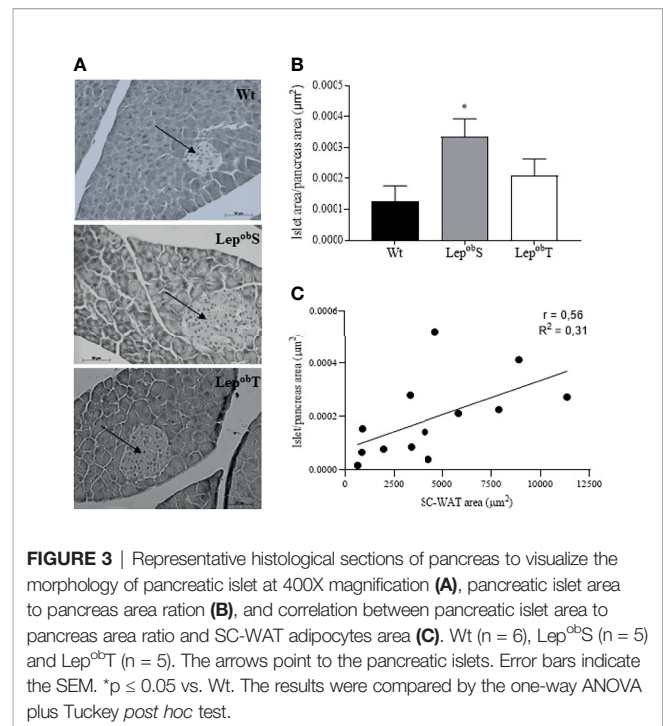 A
Wt
LepᵒᵇS
50 µm
LepᵒᵇT
B
Islet area/pancreas area (µm²)
0.0005
0.0004
0.0003
0.0002
0.0001
0.0000
*
Wt
LepᵒᵇS
LepᵒᵇT
C
Islet/pancreas area (µm²)
0.0006
0.0004
0.0002
0.0000
r = 0,56
R² = 0,31
0
2500
5000
7500
10000
12500
SC-WAT area (µm²)
FIGURE 3 | Representative histological sections of pancreas to visualize the
morphology of pancreatic islet at 400X magnification (A), pancreatic islet area
to pancreas area ration (B), and correlation between pancreatic islet area to
pancreas area ratio and SC-WAT adipocytes area (C). Wt (n = 6), LepᵒᵇS (n = 5)
and LepᵒᵇT (n = 5). The arrows point to the pancreatic islets. Error bars indicate
the SEM. *p ≤ 0.05 vs. Wt. The results were compared by the one-way ANOVA
plus Tuckey post hoc test.